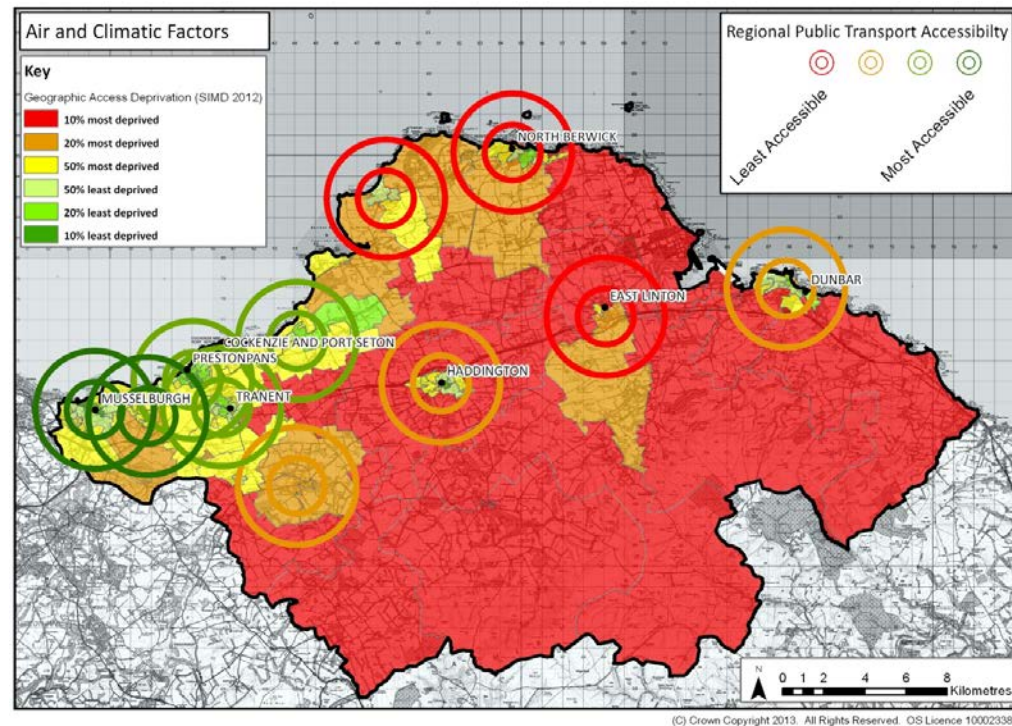 Air and Climatic Factors
Key
Geographic Access Deprivation (SIMD 2012)
10% most deprived
20% most deprived
50% most deprived
50% least deprived
20% least deprived
10% least deprived
Regional Public Transport Accessibilty
Least Accessible
Most Accessible
NORTH BERWICK
DUNBAR
EAST LINTON
COCKENZIE AND PORT SETON
PRESTONPANS
HADDINGTON
MUSSELBURGH
TRANENT
N
0 1 2 4 6 8
Kilometres
(C) Crown Copyright 2013. All Rights Reserved. OS Licence 10002338